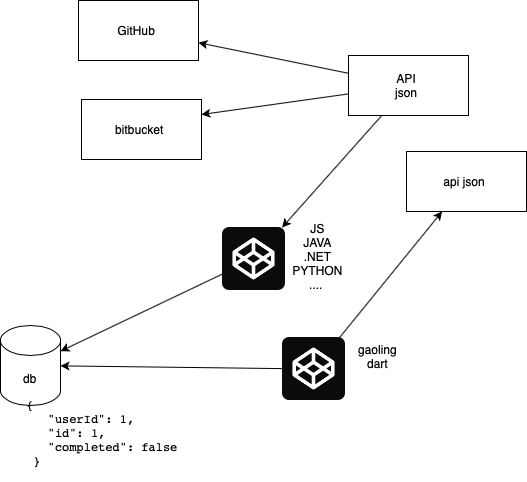 GitHub
API
json
bitbucket
api json
JS
JAVA
.NET
PYTHON
....
gaoling
dart
db
{
"userId": 1,
"id": 1,
"completed": false
}